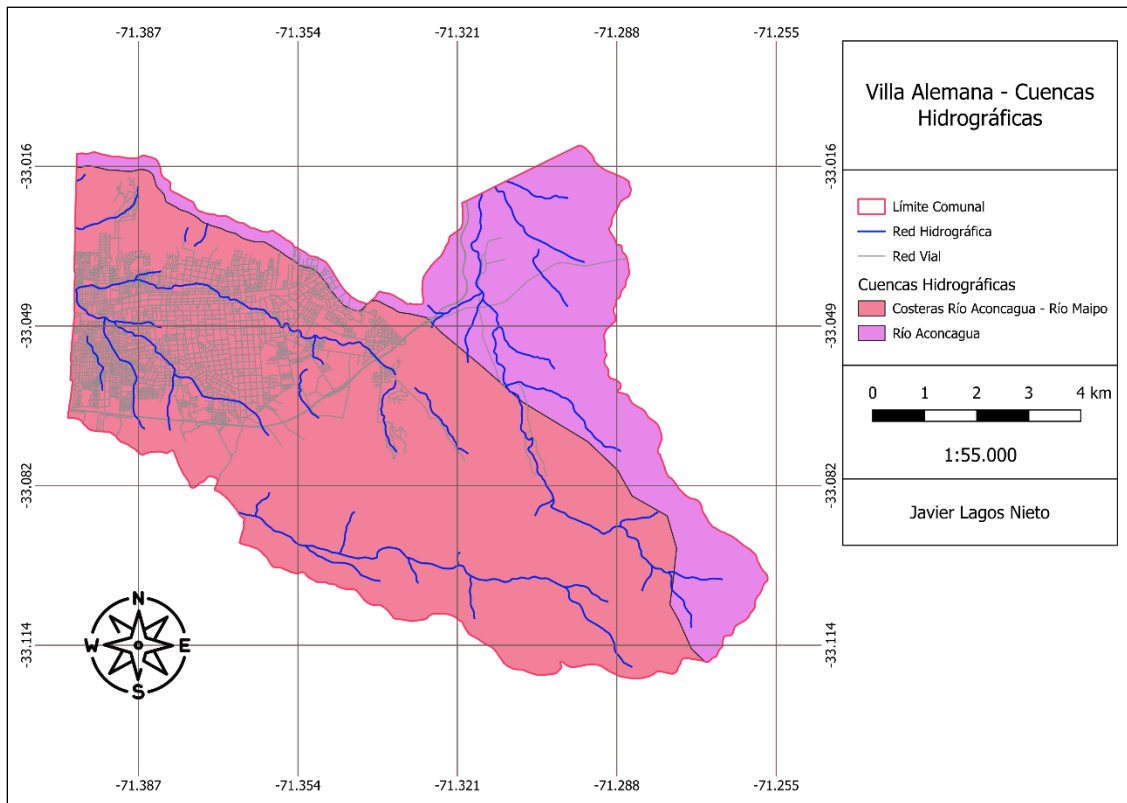 -71.387 -71.354 -71.321 -71.288 -71.255
-33.016 -33.016
-33.049 -33.049
-33.082 -33.082
-33.114 -33.114
N
W E
S
-71.387 -71.354 -71.321 -71.288 -71.255
Villa Alemana - Cuencas
Hidrográficas
Límite Comunal
Red Hidrográfica
Red Vial
Cuencas Hidrográficas
Costeras Río Aconcagua - Río Maipo
Río Aconcagua
0 1 2 3 4 km
1:55.000
Javier Lagos Nieto